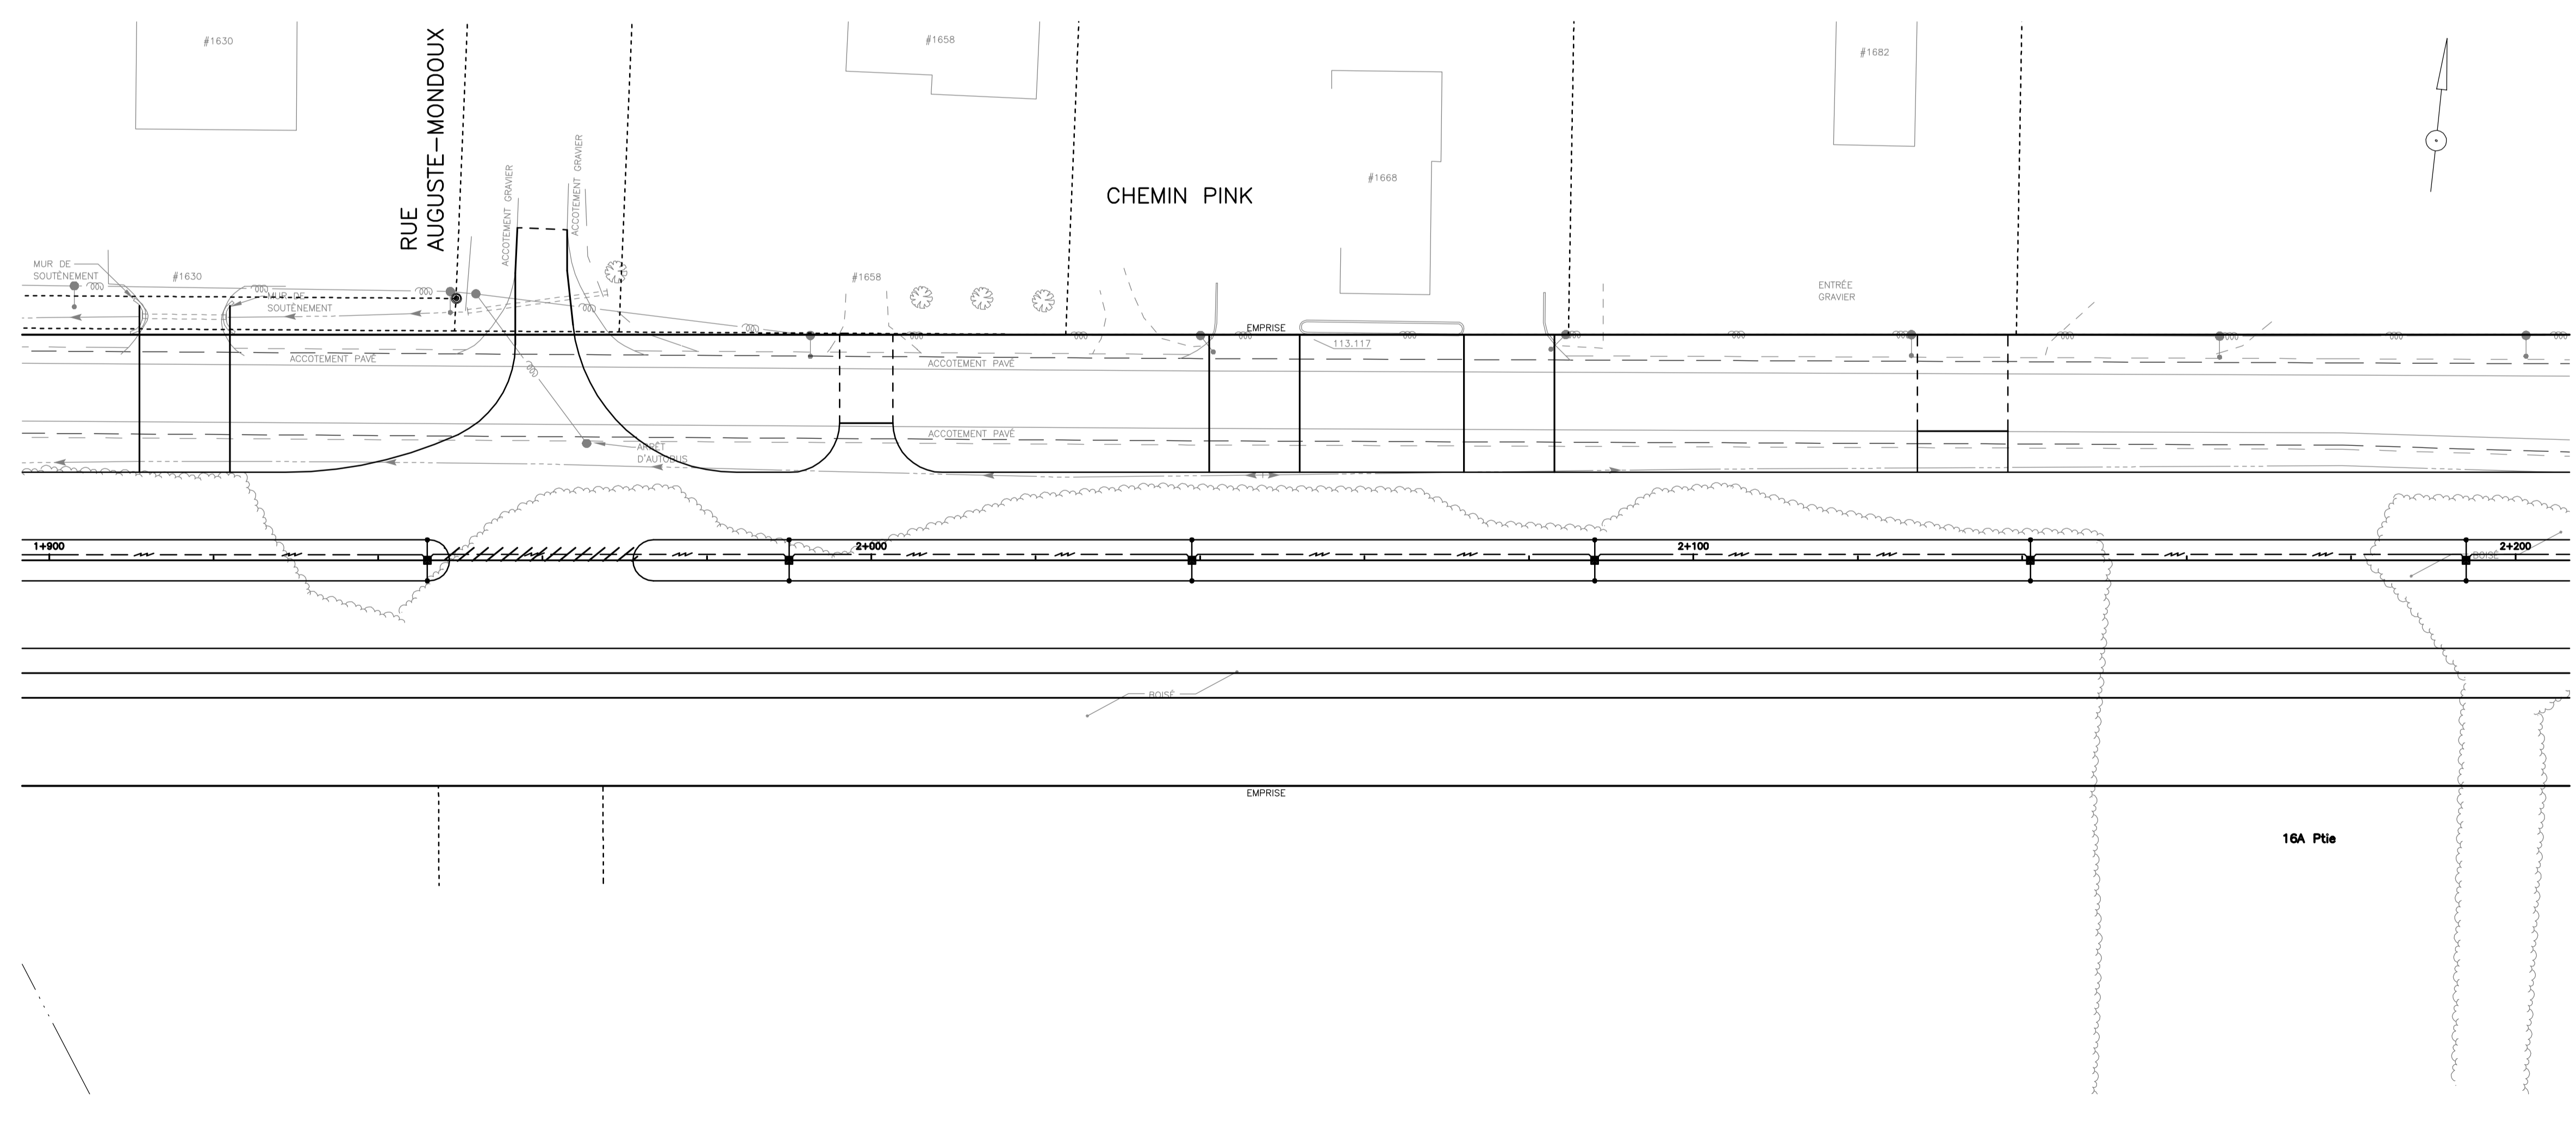 #1630
#1658
#1682
RUE
AUGUSTE-MONDOUX
ACCOTEMENT GRAVIER
ACCOTEMENT GRAVIER
CHEMIN PINK
#1668
MUR DE
SOUTÈNEMENT
#1630
MUR DE
SOUTÈNEMENT
#1658
ENTRÉE
GRAVIER
EMPRISE
113.117
ACCOTEMENT PAVÉ
ACCOTEMENT PAVÉ
ACCOTEMENT PAVÉ
ARRÊT
D'AUTOBUS
1+900
2+000
2+100
2+200
BOISÉ
BOISÉ
EMPRISE
16A Ptie